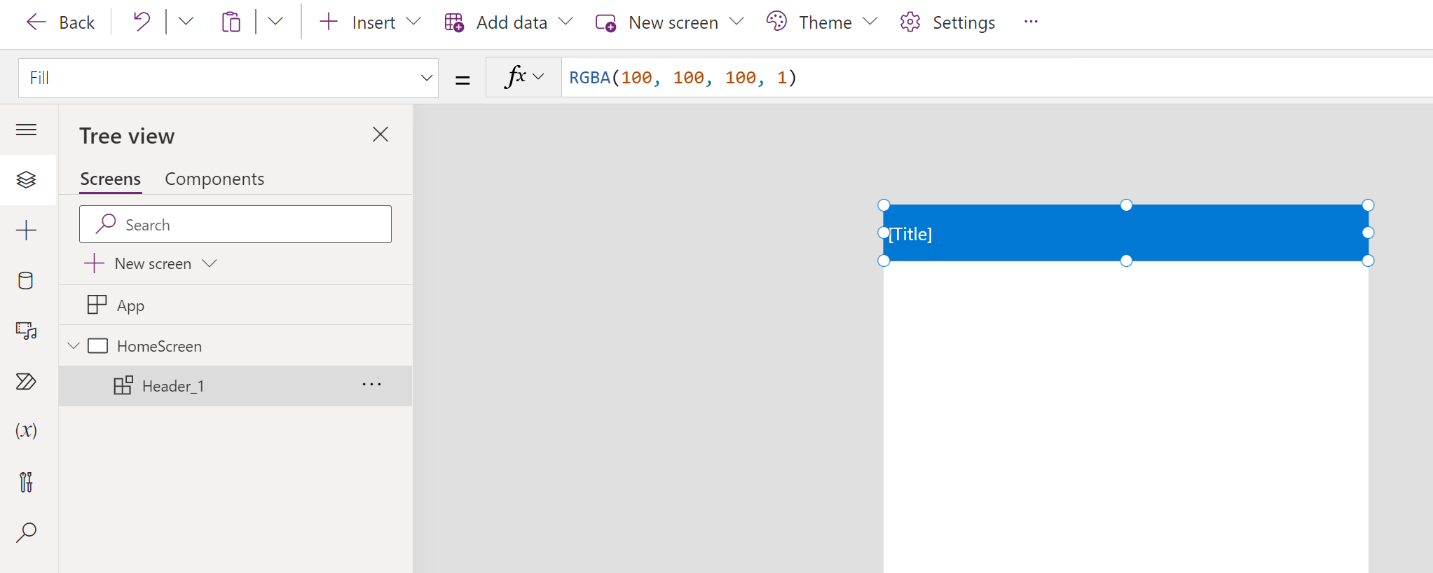 Back Insert Add data New screen Theme Settings ...
Fill = fx RGBA(100, 100, 100, 1)
Tree view
Screens Components
Search
New screen
App
HomeScreen
Header_1 ...
(x)
[Title]